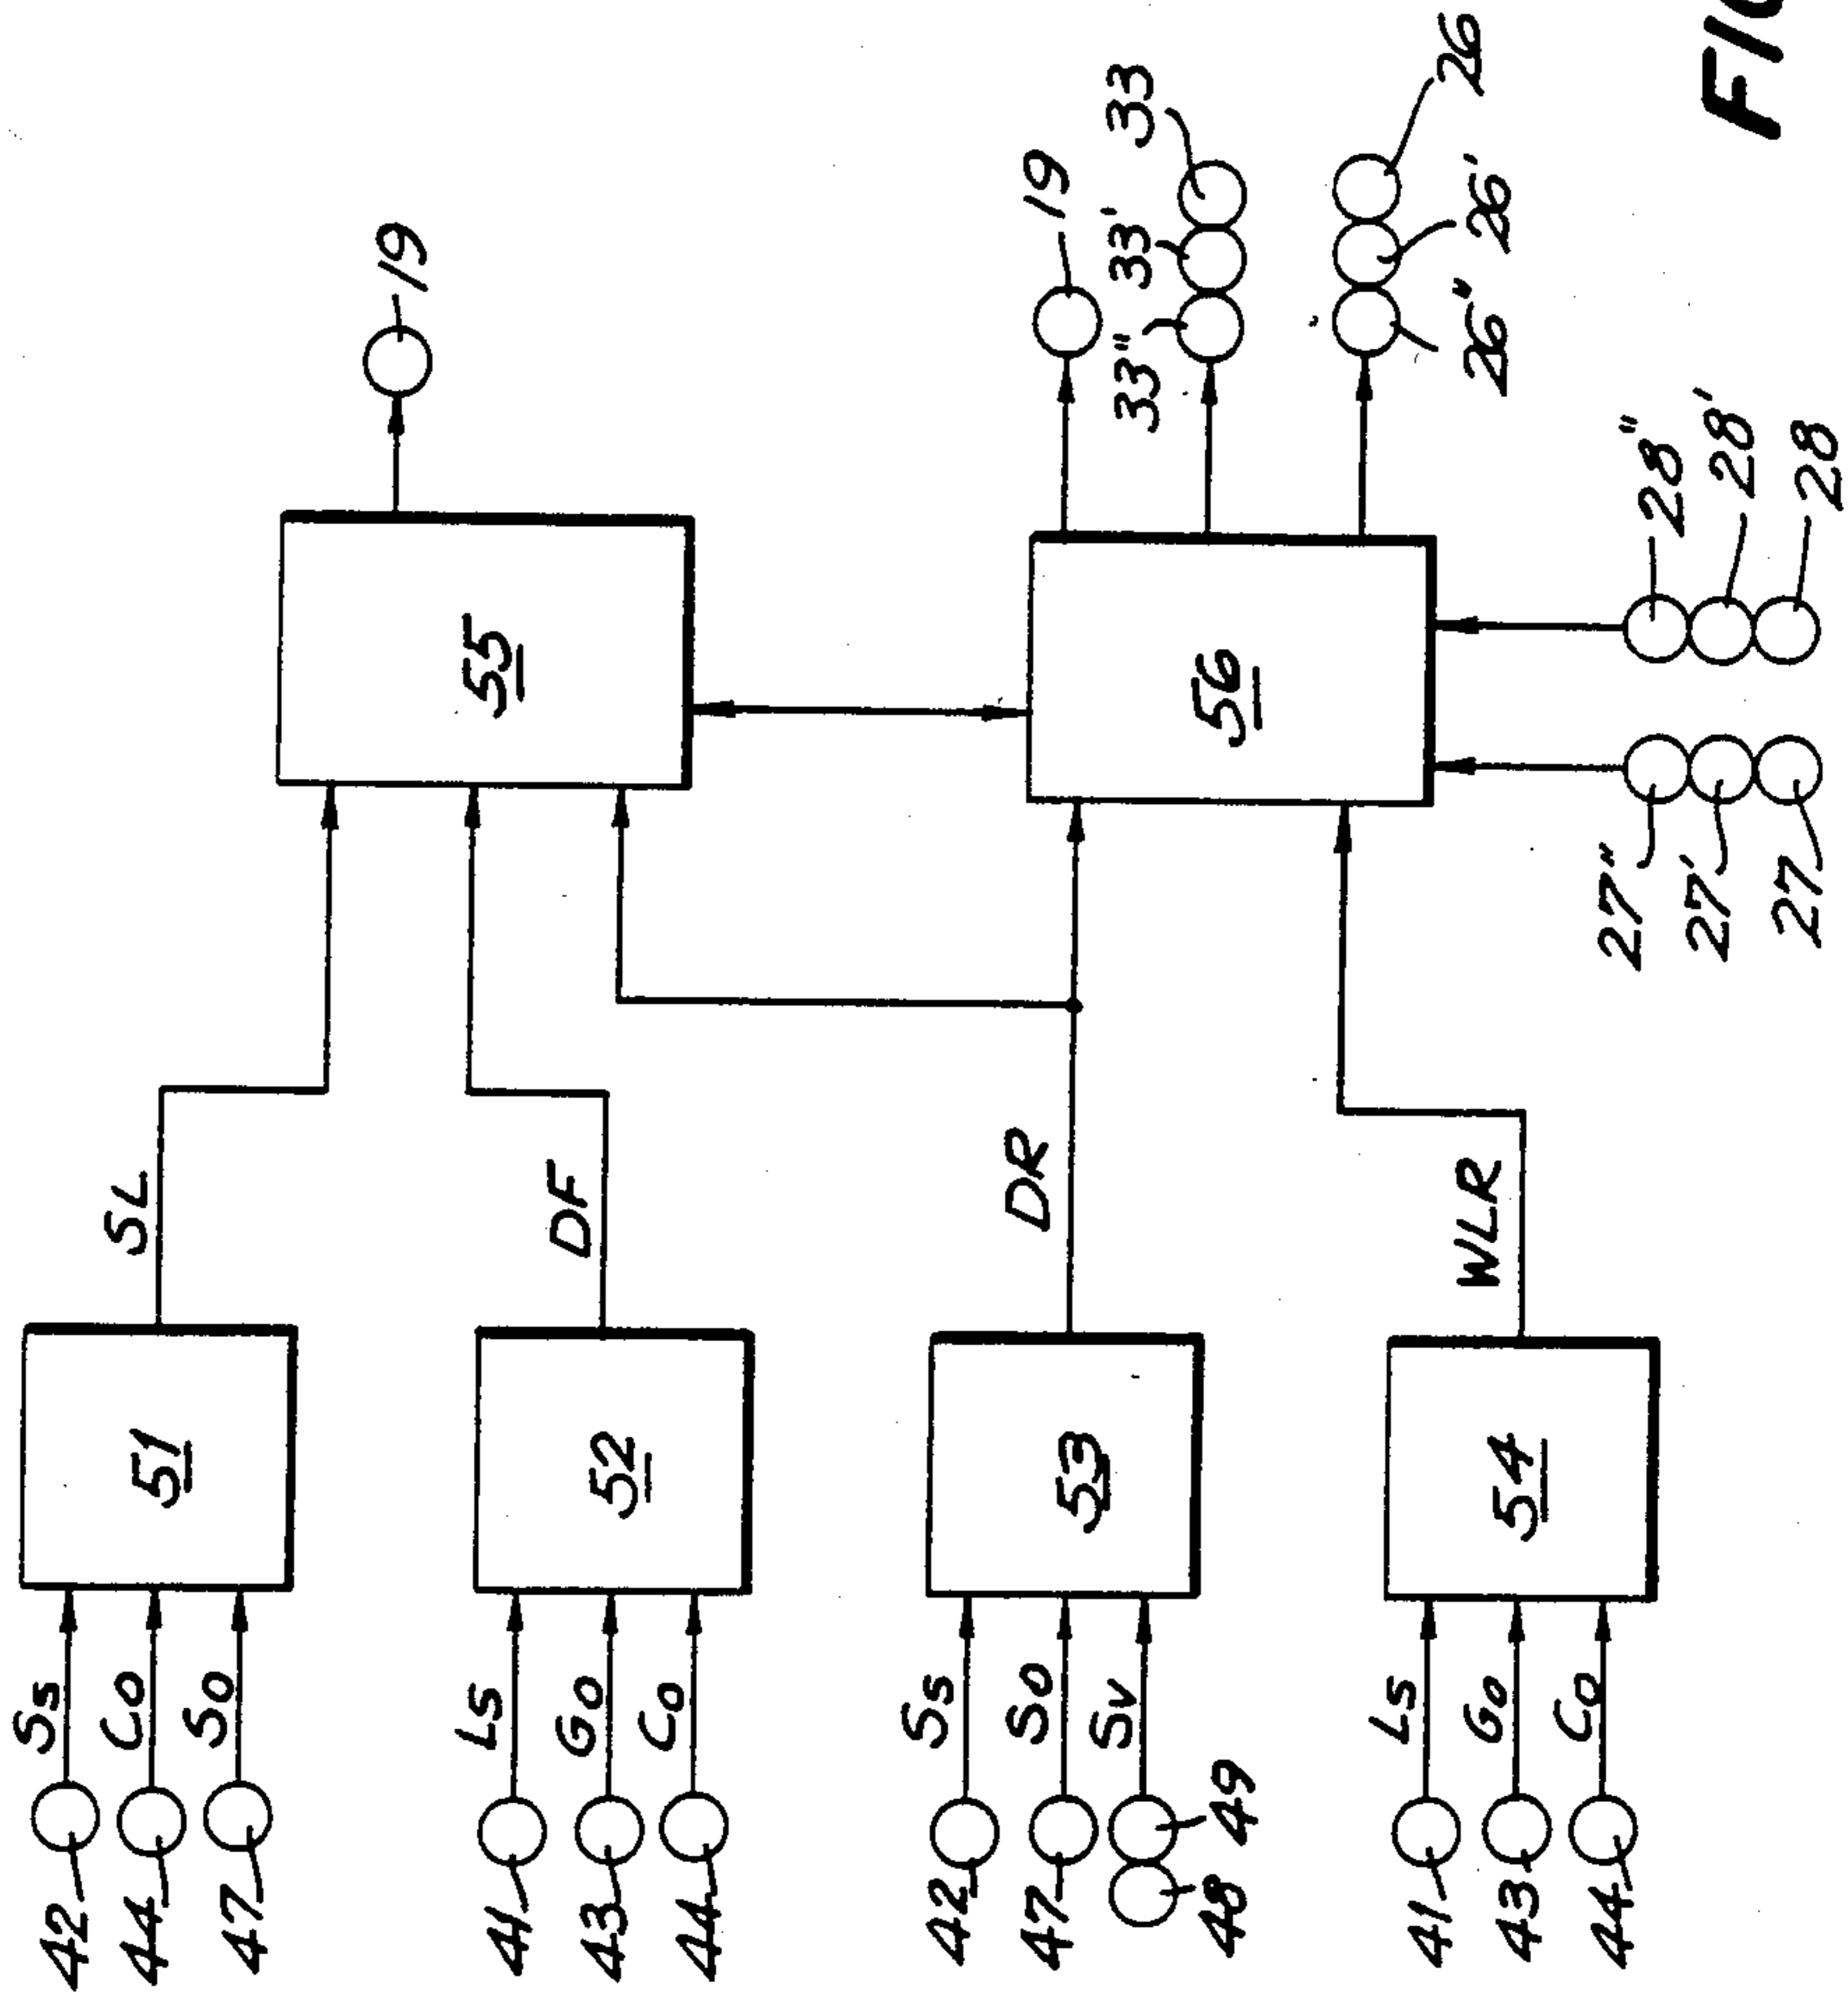 42 Ss
44 Co
47 So
51
SL
41 Ls
43 Go
44 Co
52
DF
42 Ss
47 So
48 49 Sv
53
DR
41 Ls
43 Go
44 Co
54
WLR
55
19
56
19
33" 33' 33
26" 26' 26
27" 27' 27
28" 28' 28